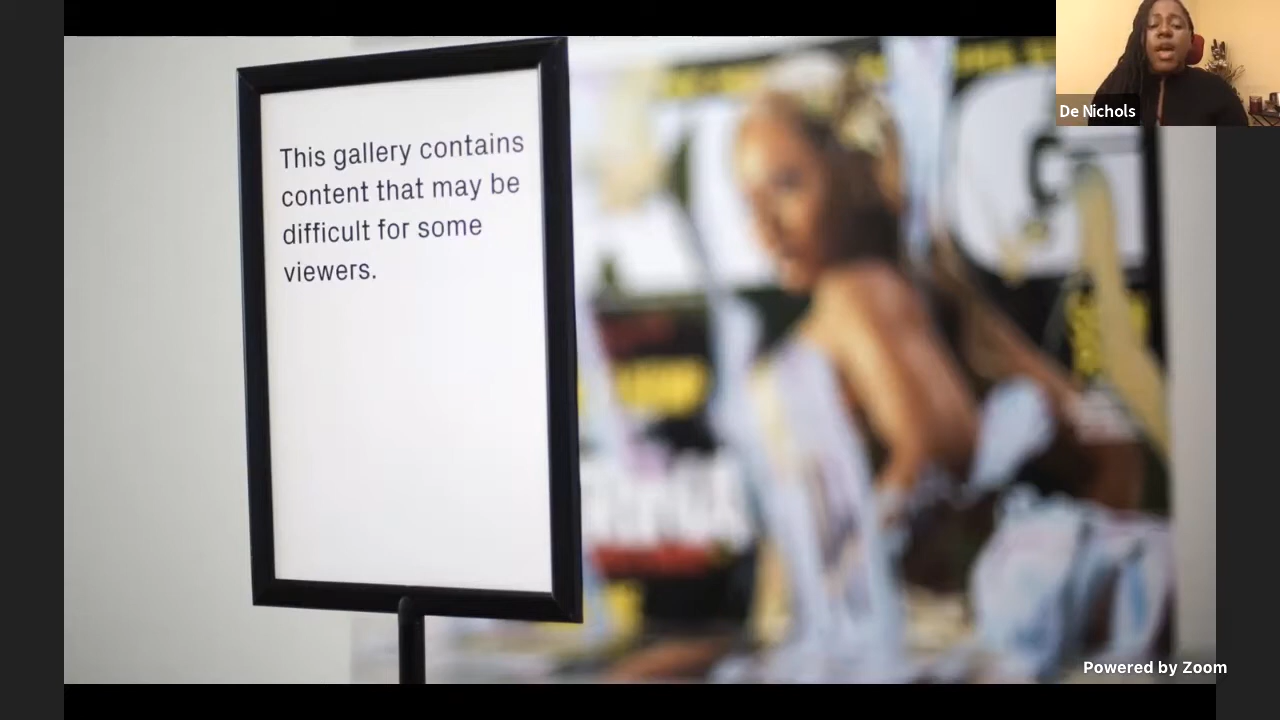 This gallery contains
content that may be
difficult for some
viewers.
De Nichols
Powered by Zoom